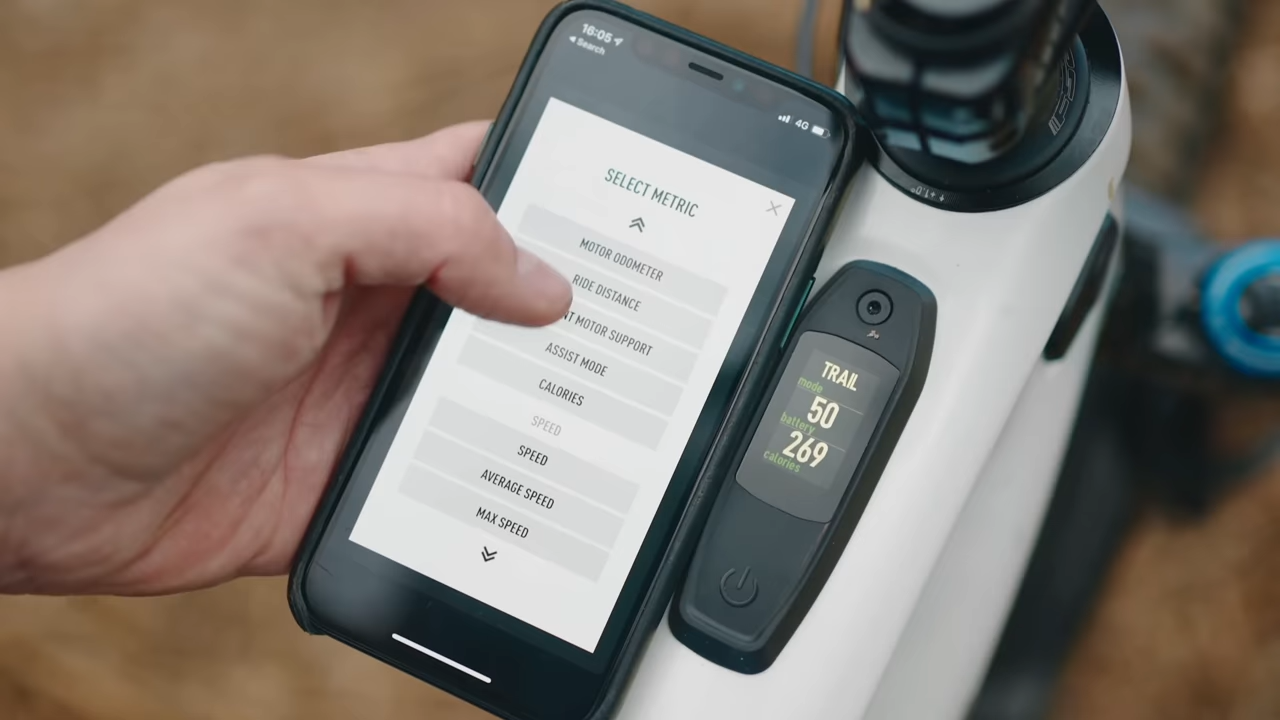 16:05
Search
4G
SELECT METRIC
MOTOR ODOMETER
RIDE DISTANCE
NT MOTOR SUPPORT
ASSIST MODE
CALORIES
SPEED
SPEED
AVERAGE SPEED
MAX SPEED
TRAIL
mode
50
battery
269
calories